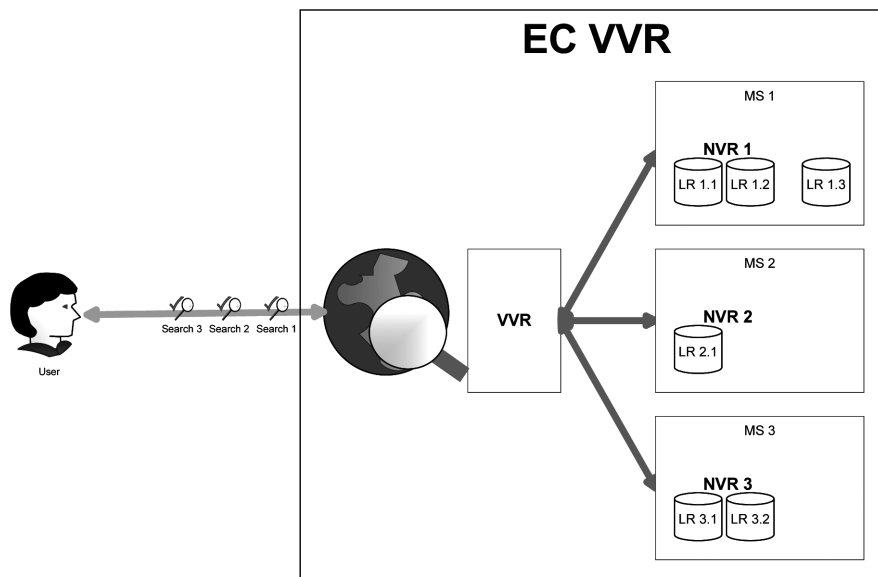 EC VVR
MS 1
NVR 1
LR 1.1 LR 1.2 LR 1.3
MS 2
NVR 2
LR 2.1
MS 3
NVR 3
LR 3.1 LR 3.2
VVR
Search 3 Search 2 Search 1
User